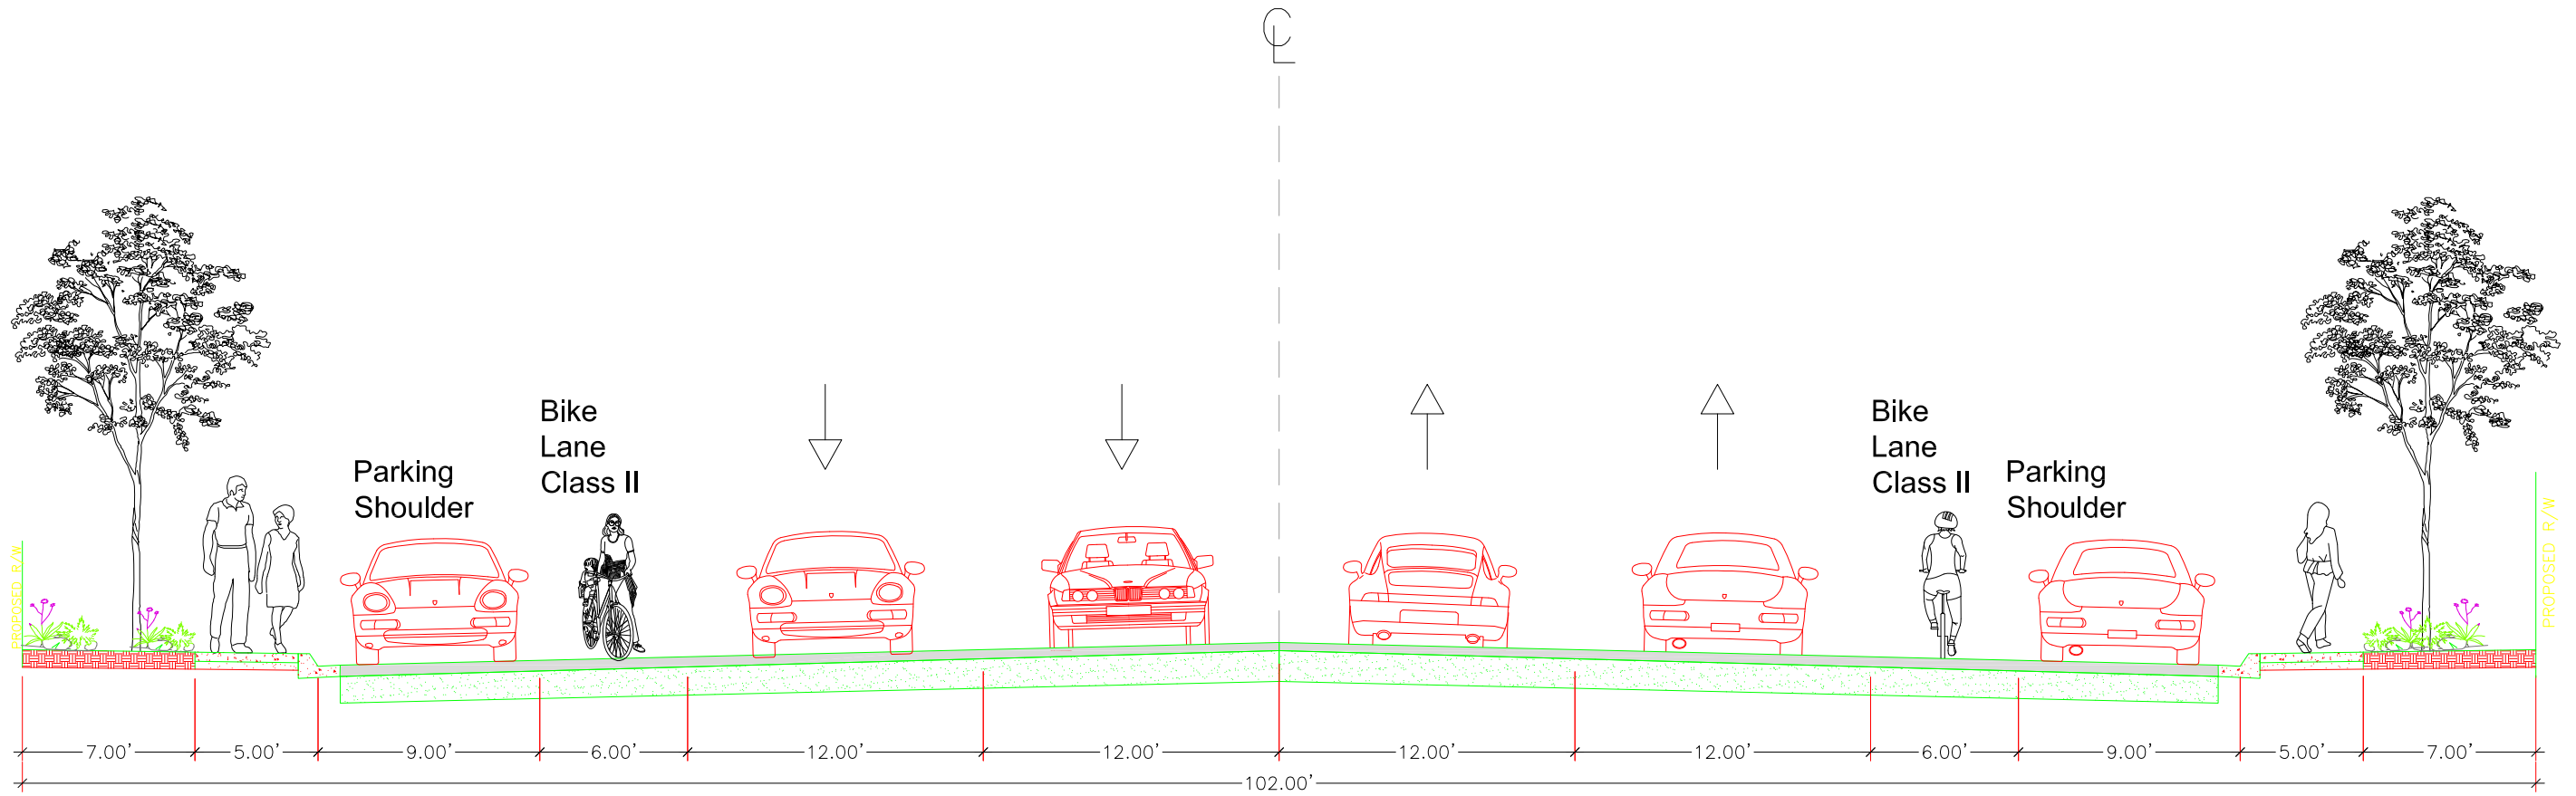 CL
Bike
Lane
Class II
Parking
Shoulder
Bike
Lane
Class II
Parking
Shoulder
PROPOSED R/W
PROPOSED R/W
7.00' 5.00' 9.00' 6.00' 12.00' 12.00' 12.00' 12.00' 6.00' 9.00' 5.00' 7.00'
102.00'